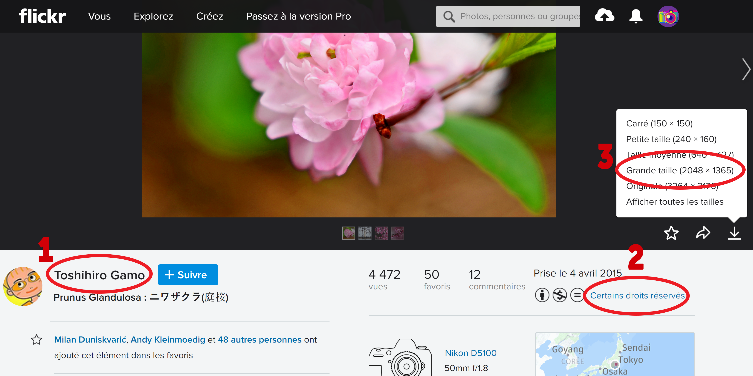 flickr Vous Explorez Créez Passez à la version Pro Photos, personnes ou groupe
Carré (150 × 150)
Petite taille (240 × 160)
Taille moyenne (640 ×
3
Grande taille (2048 × 1365)
Originale
Afficher toutes les tailles
1
Toshihiro Gamo
+ Suivre
Prunus Glandulosa : ニワザクラ(庭桜)
4 472
vues
50
favoris
12
commentaires
2
Prise le 4 avril 2015
Certains droits réservés
Milan Duniskvaric, Andy Kleinmoedig et 48 autres personnes ont
ajouté cet élément dans les favoris
Nikon D5100
50mm f/1.8
Goyang
CORÉE
Sendai
Tokyo
Osaka